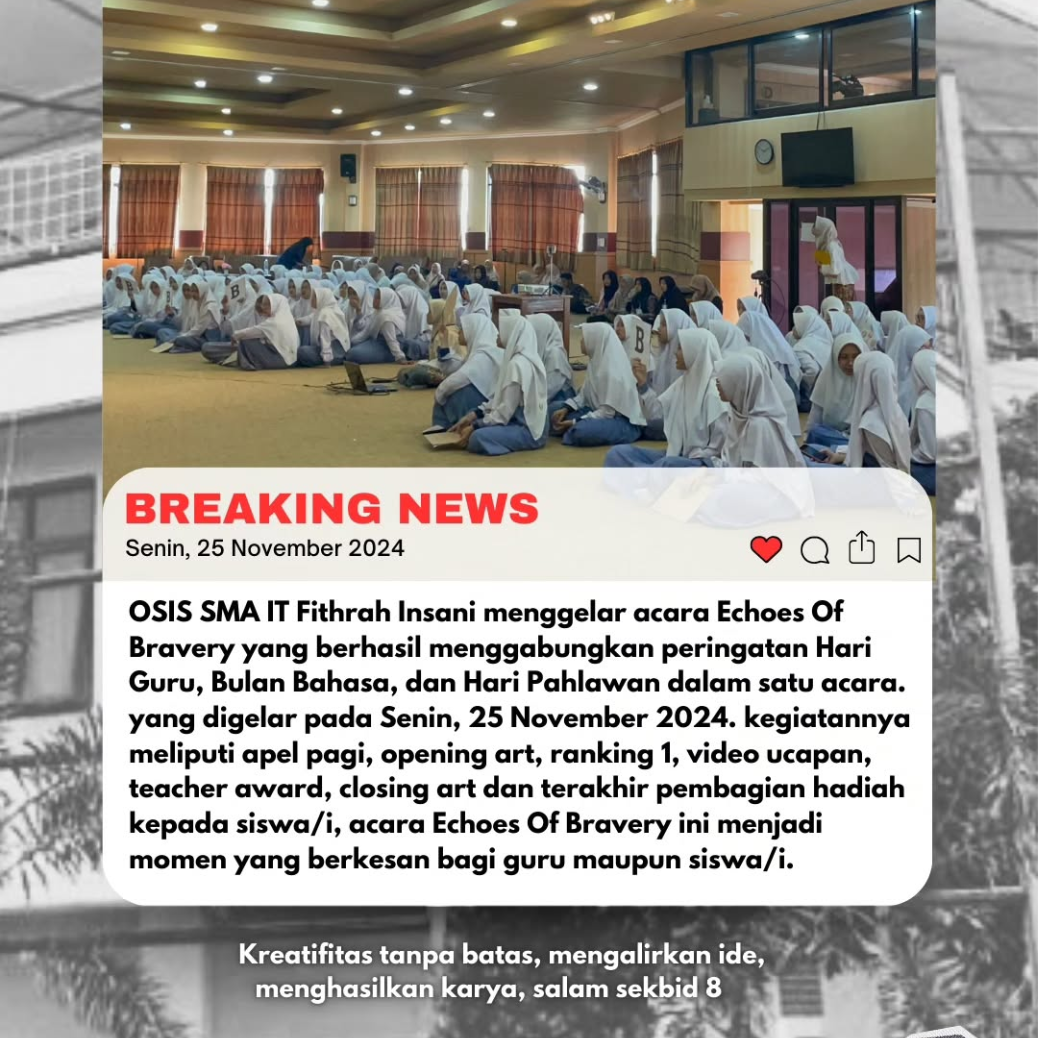 B
B
BREAKING NEWS
Senin, 25 November 2024
OSIS SMA IT Fithrah Insani menggelar acara Echoes Of
Bravery yang berhasil menggabungkan peringatan Hari
Guru, Bulan Bahasa, dan Hari Pahlawan dalam satu acara.
yang digelar pada Senin, 25 November 2024. kegiatannya
meliputi apel pagi, opening art, ranking 1, video ucapan,
teacher award, closing art dan terakhir pembagian hadiah
kepada siswa/i, acara Echoes Of Bravery ini menjadi
momen yang berkesan bagi guru maupun siswa/i.
Kreatifitas tanpa batas, mengalirkan ide,
menghasilkan karya, salam sekbid 8